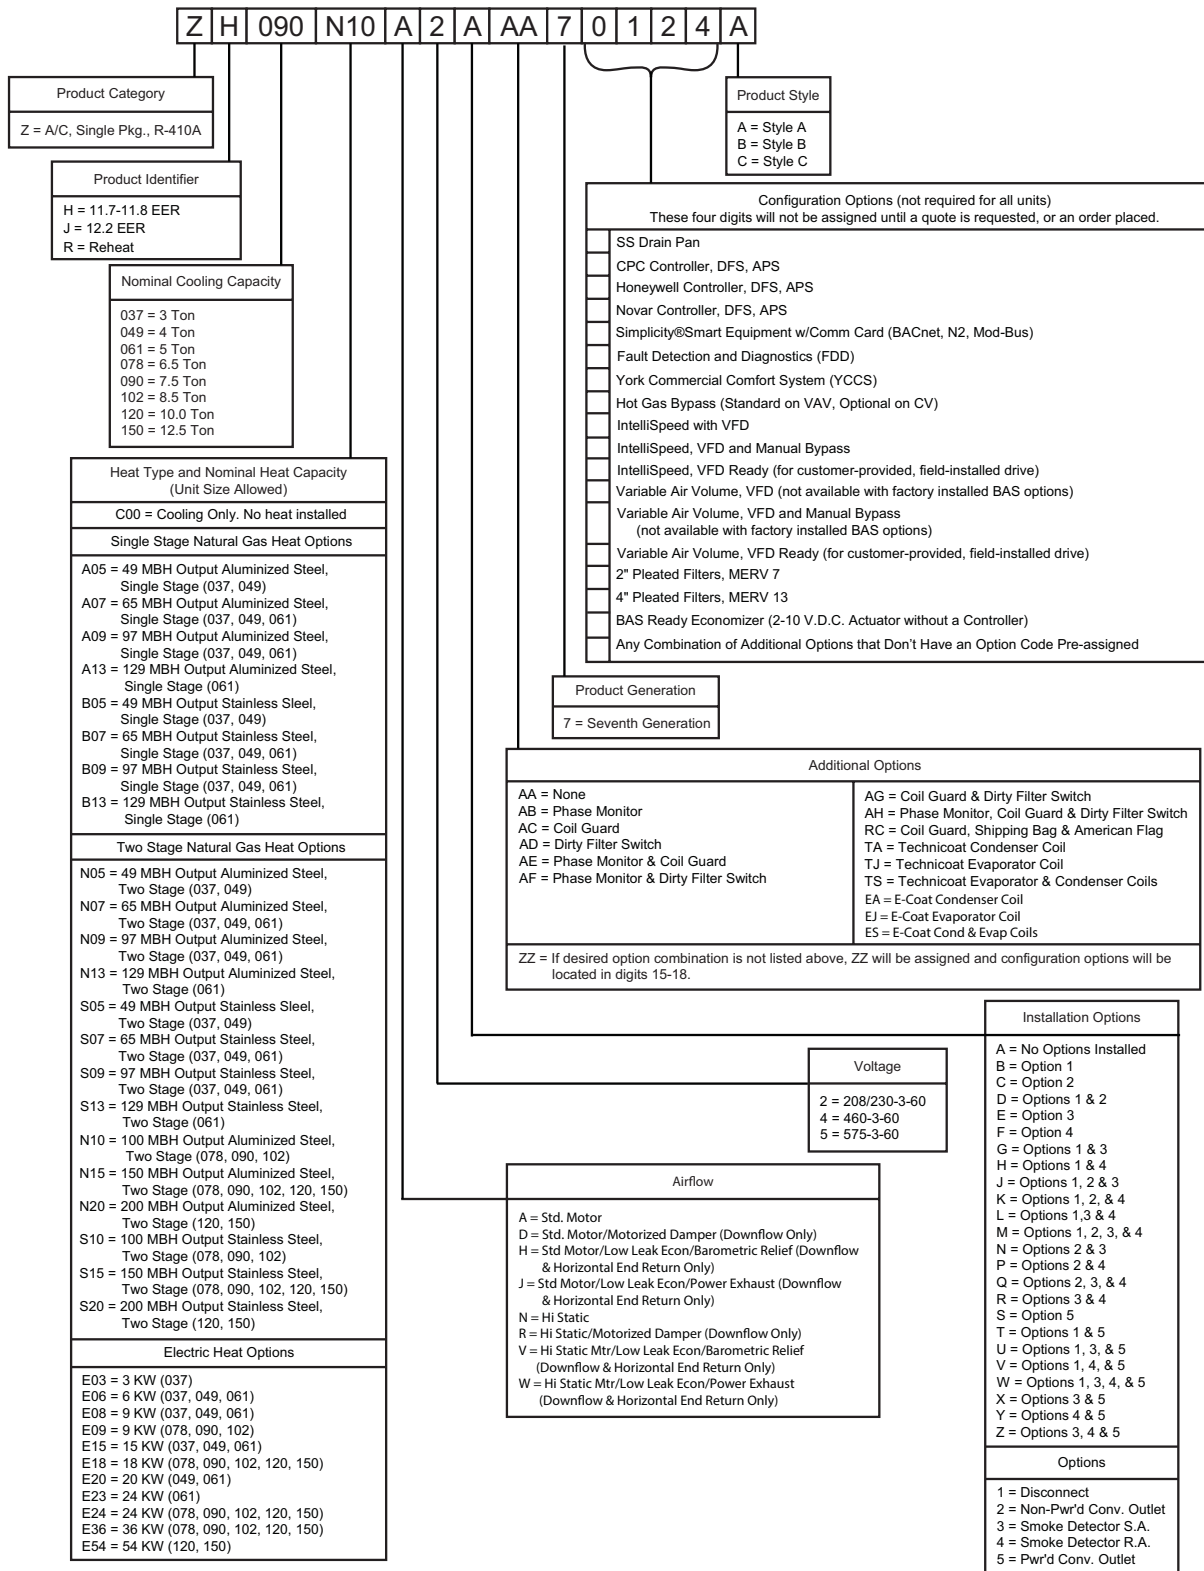 Z H 090 N10 A 2 A AA 7 0 1 2 4 A
Product Category
Z = A/C, Single Pkg., R-410A
Product Identifier
H = 11.7-11.8 EER
J = 12.2 EER
R = Reheat
Nominal Cooling Capacity
037 = 3 Ton
049 = 4 Ton
061 = 5 Ton
078 = 6.5 Ton
090 = 7.5 Ton
102 = 8.5 Ton
120 = 10.0 Ton
150 = 12.5 Ton
Heat Type and Nominal Heat Capacity
(Unit Size Allowed)
C00 = Cooling Only. No heat installed
Single Stage Natural Gas Heat Options
A05 = 49 MBH Output Aluminized Steel,
Single Stage (037, 049)
A07 = 65 MBH Output Aluminized Steel,
Single Stage (037, 049, 061)
A09 = 97 MBH Output Aluminized Steel,
Single Stage (037, 049, 061)
A13 = 129 MBH Output Aluminized Steel,
Single Stage (061)
B05 = 49 MBH Output Stainless Sleel,
Single Stage (037, 049)
B07 = 65 MBH Output Stainless Steel,
Single Stage (037, 049, 061)
B09 = 97 MBH Output Stainless Steel,
Single Stage (037, 049, 061)
B13 = 129 MBH Output Stainless Steel,
Single Stage (061)
Two Stage Natural Gas Heat Options
N05 = 49 MBH Output Aluminized Steel,
Two Stage (037, 049)
N07 = 65 MBH Output Aluminized Steel,
Two Stage (037, 049, 061)
N09 = 97 MBH Output Aluminized Steel,
Two Stage (037, 049, 061)
N13 = 129 MBH Output Aluminized Steel,
Two Stage (061)
S05 = 49 MBH Output Stainless Sleel,
Two Stage (037, 049)
S07 = 65 MBH Output Stainless Steel,
Two Stage (037, 049, 061)
S09 = 97 MBH Output Stainless Steel,
Two Stage (037, 049, 061)
S13 = 129 MBH Output Stainless Steel,
Two Stage (061)
N10 = 100 MBH Output Aluminized Steel,
Two Stage (078, 090, 102)
N15 = 150 MBH Output Aluminized Steel,
Two Stage (078, 090, 102, 120, 150)
N20 = 200 MBH Output Aluminized Steel,
Two Stage (120, 150)
S10 = 100 MBH Output Stainless Steel,
Two Stage (078, 090, 102)
S15 = 150 MBH Output Stainless Steel,
Two Stage (078, 090, 102, 120, 150)
S20 = 200 MBH Output Stainless Steel,
Two Stage (120, 150)
Electric Heat Options
E03 = 3 KW (037)
E06 = 6 KW (037, 049, 061)
E08 = 9 KW (037, 049, 061)
E09 = 9 KW (078, 090, 102)
E15 = 15 KW (037, 049, 061)
E18 = 18 KW (078, 090, 102, 120, 150)
E20 = 20 KW (049, 061)
E23 = 24 KW (061)
E24 = 24 KW (078, 090, 102, 120, 150)
E36 = 36 KW (078, 090, 102, 120, 150)
E54 = 54 KW (120, 150)
Product Style
A = Style A
B = Style B
C = Style C
Configuration Options (not required for all units)
These four digits will not be assigned until a quote is requested, or an order placed.
SS Drain Pan
CPC Controller, DFS, APS
Honeywell Controller, DFS, APS
Novar Controller, DFS, APS
Simplicity®Smart Equipment w/Comm Card (BACnet, N2, Mod-Bus)
Fault Detection and Diagnostics (FDD)
York Commercial Comfort System (YCCS)
Hot Gas Bypass (Standard on VAV, Optional on CV)
IntelliSpeed with VFD
IntelliSpeed, VFD and Manual Bypass
IntelliSpeed, VFD Ready (for customer-provided, field-installed drive)
Variable Air Volume, VFD (not available with factory installed BAS options)
Variable Air Volume, VFD and Manual Bypass
(not available with factory installed BAS options)
Variable Air Volume, VFD Ready (for customer-provided, field-installed drive)
2" Pleated Filters, MERV 7
4" Pleated Filters, MERV 13
BAS Ready Economizer (2-10 V.D.C. Actuator without a Controller)
Any Combination of Additional Options that Don't Have an Option Code Pre-assigned
Product Generation
7 = Seventh Generation
Additional Options
AA = None
AB = Phase Monitor
AC = Coil Guard
AD = Dirty Filter Switch
AE = Phase Monitor & Coil Guard
AF = Phase Monitor & Dirty Filter Switch
AG = Coil Guard & Dirty Filter Switch
AH = Phase Monitor, Coil Guard & Dirty Filter Switch
RC = Coil Guard, Shipping Bag & American Flag
TA = Technicoat Condenser Coil
TJ = Technicoat Evaporator Coil
TS = Technicoat Evaporator & Condenser Coils
EA = E-Coat Condenser Coil
EJ = E-Coat Evaporator Coil
ES = E-Coat Cond & Evap Coils
ZZ = If desired option combination is not listed above, ZZ will be assigned and configuration options will be
located in digits 15-18.
Installation Options
A = No Options Installed
B = Option 1
C = Option 2
D = Options 1 & 2
E = Option 3
F = Option 4
G = Options 1 & 3
H = Options 1 & 4
J = Options 1, 2 & 3
K = Options 1, 2, & 4
L = Options 1,3 & 4
M = Options 1, 2, 3, & 4
N = Options 2 & 3
P = Options 2 & 4
Q = Options 2, 3, & 4
R = Options 3 & 4
S = Option 5
T = Options 1 & 5
U = Options 1, 3, & 5
V = Options 1, 4, & 5
W = Options 1, 3, 4, & 5
X = Options 3 & 5
Y = Options 4 & 5
Z = Options 3, 4 & 5
Options
1 = Disconnect
2 = Non-Pwr'd Conv. Outlet
3 = Smoke Detector S.A.
4 = Smoke Detector R.A.
5 = Pwr'd Conv. Outlet
Voltage
2 = 208/230-3-60
4 = 460-3-60
5 = 575-3-60
Airflow
A = Std. Motor
D = Std. Motor/Motorized Damper (Downflow Only)
H = Std Motor/Low Leak Econ/Barometric Relief (Downflow
& Horizontal End Return Only)
J = Std Motor/Low Leak Econ/Power Exhaust (Downflow
& Horizontal End Return Only)
N = Hi Static
R = Hi Static/Motorized Damper (Downflow Only)
V = Hi Static Mtr/Low Leak Econ/Barometric Relief
(Downflow & Horizontal End Return Only)
W = Hi Static Mtr/Low Leak Econ/Power Exhaust
(Downflow & Horizontal End Return Only)